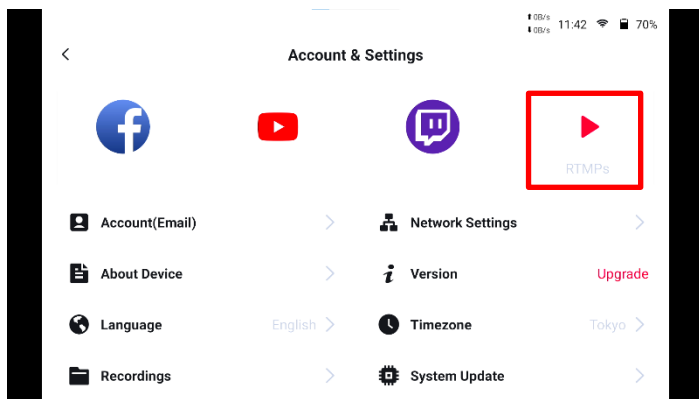 0B/s
0B/s
11:42
70%
Account & Settings
RTMPs
Account(Email)
Network Settings
About Device
Version
Upgrade
Language
English
Timezone
Tokyo
Recordings
System Update